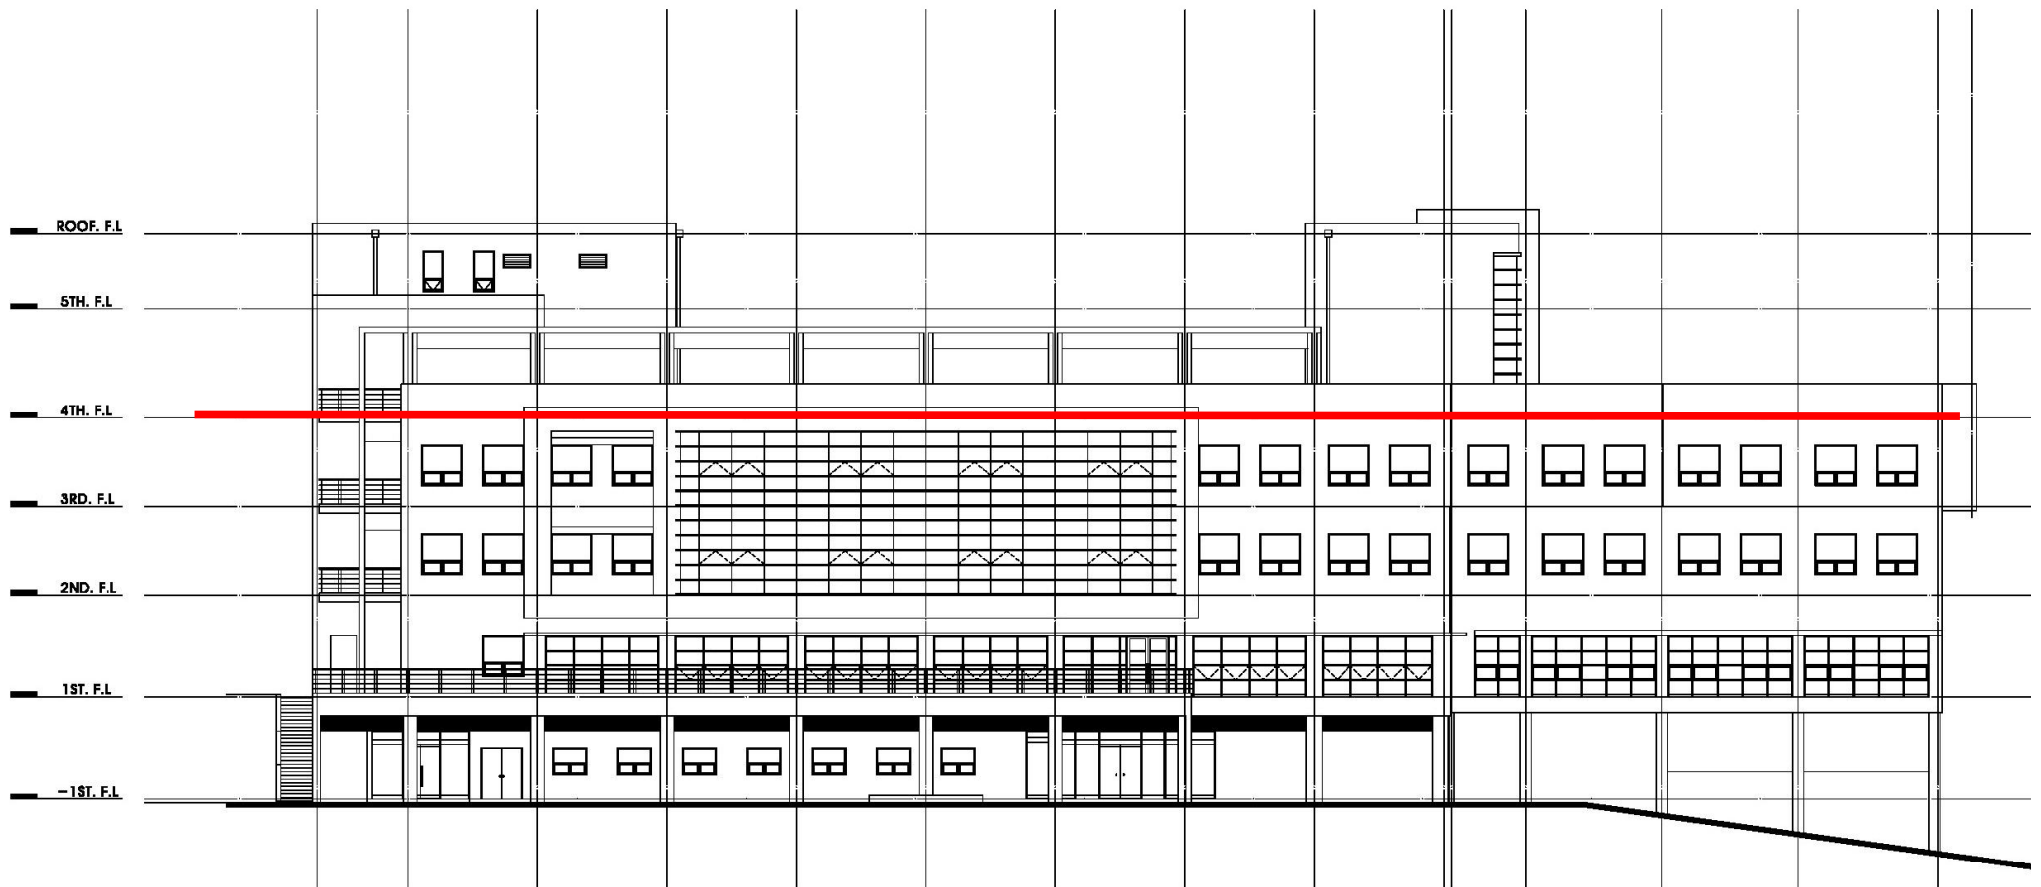 ROOF. F.L
5TH. F.L
4TH. F.L
3RD. F.L
2ND. F.L
1ST. F.L
-1ST. F.L